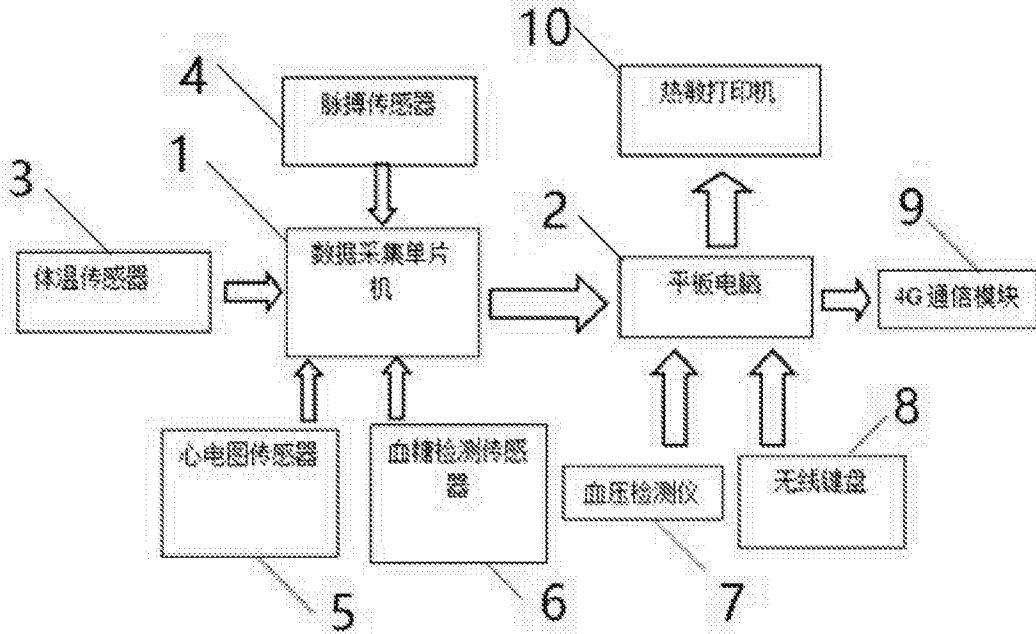 10
4
热敏打印机
脉搏传感器
1
3
2
9
数据采集单片
机
体温传感器
平板电脑
4G通信模块
8
心电图传感器
血糖检测传感
器
血压检测仪
无线键盘
5
6
7